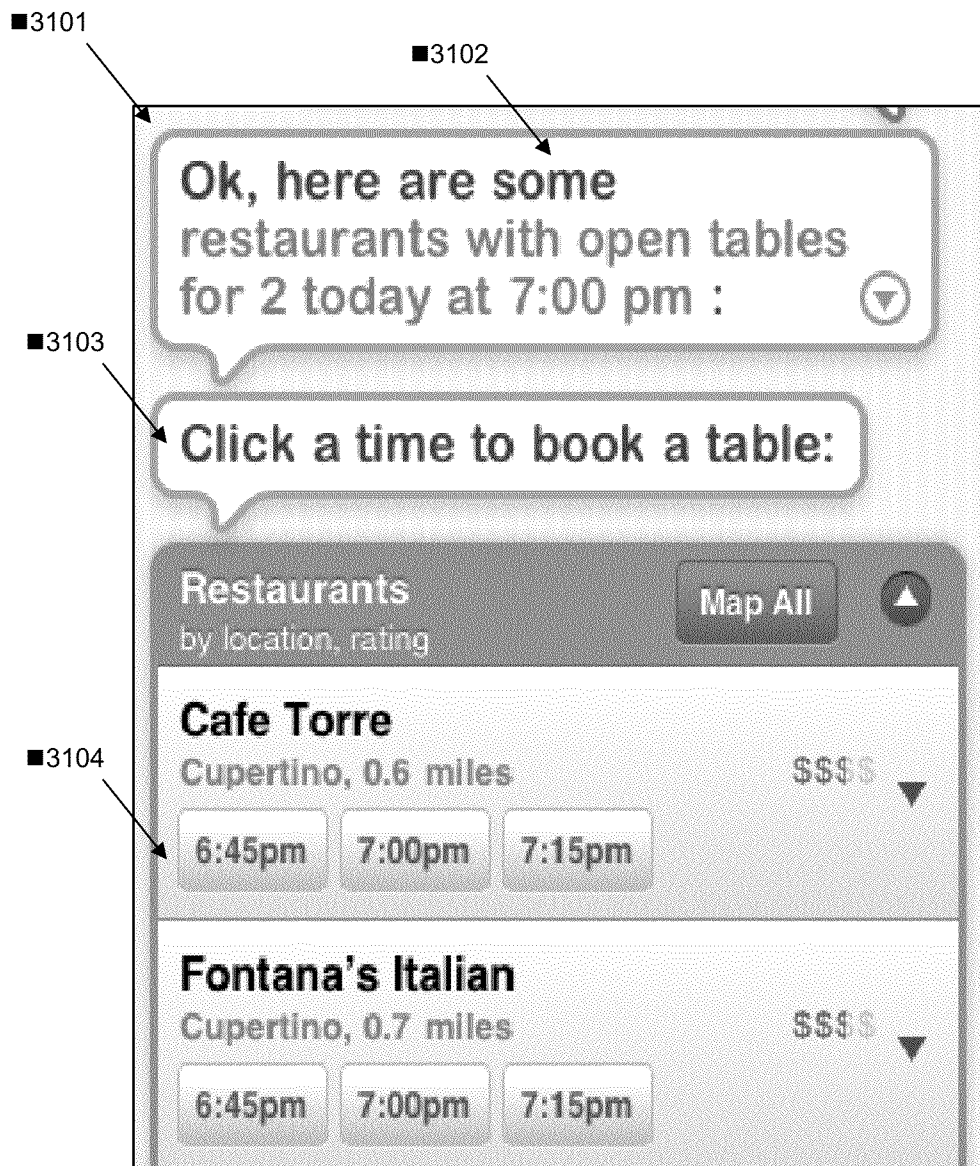 ■3101
■3102
Ok, here are some
restaurants with open tables
for 2 today at 7:00 pm :
■3103
Click a time to book a table:
Restaurants
by location, rating
Map All
Cafe Torre
■3104
Cupertino, 0.6 miles
$$$$
6:45pm 7:00pm 7:15pm
Fontana's Italian
Cupertino, 0.7 miles
$$$$
6:45pm 7:00pm 7:15pm